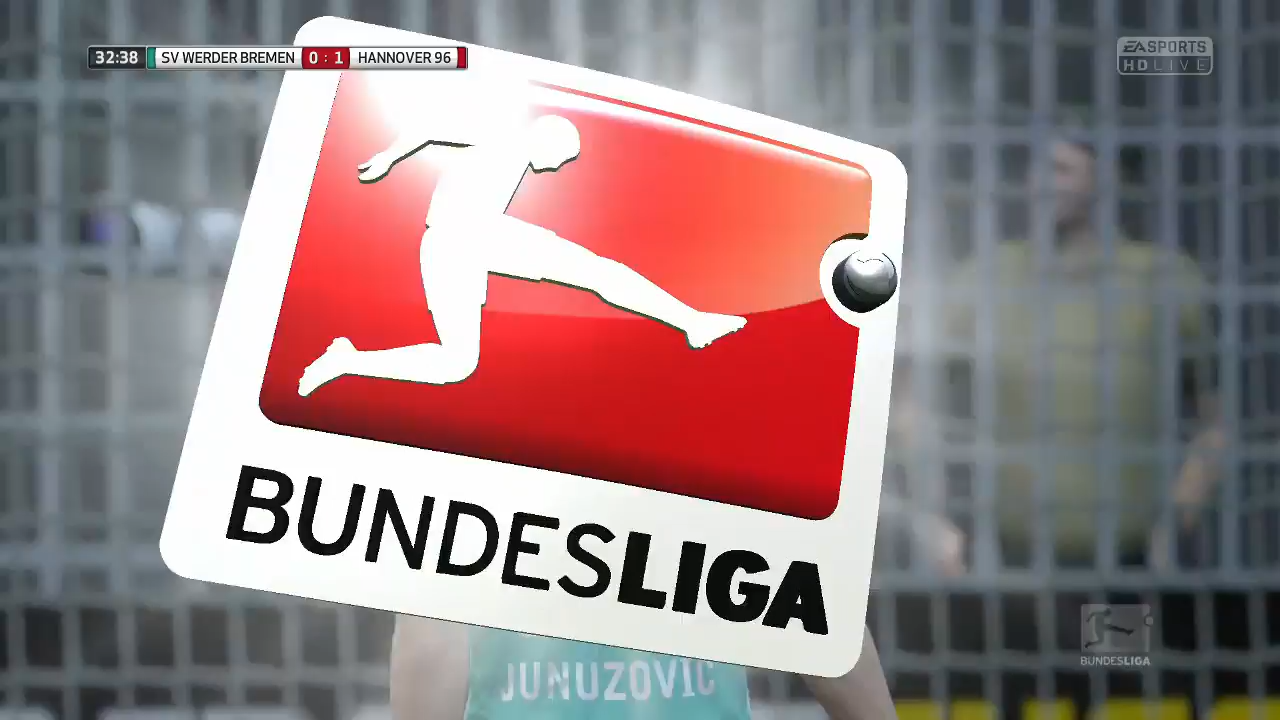 32:38 SV WERDER BREMEN 0 : 1 HANNOVER 96
EA SPORTS
HD LIVE
BUNDESLIGA
BUNDESLIGA
JUNUZOVIC